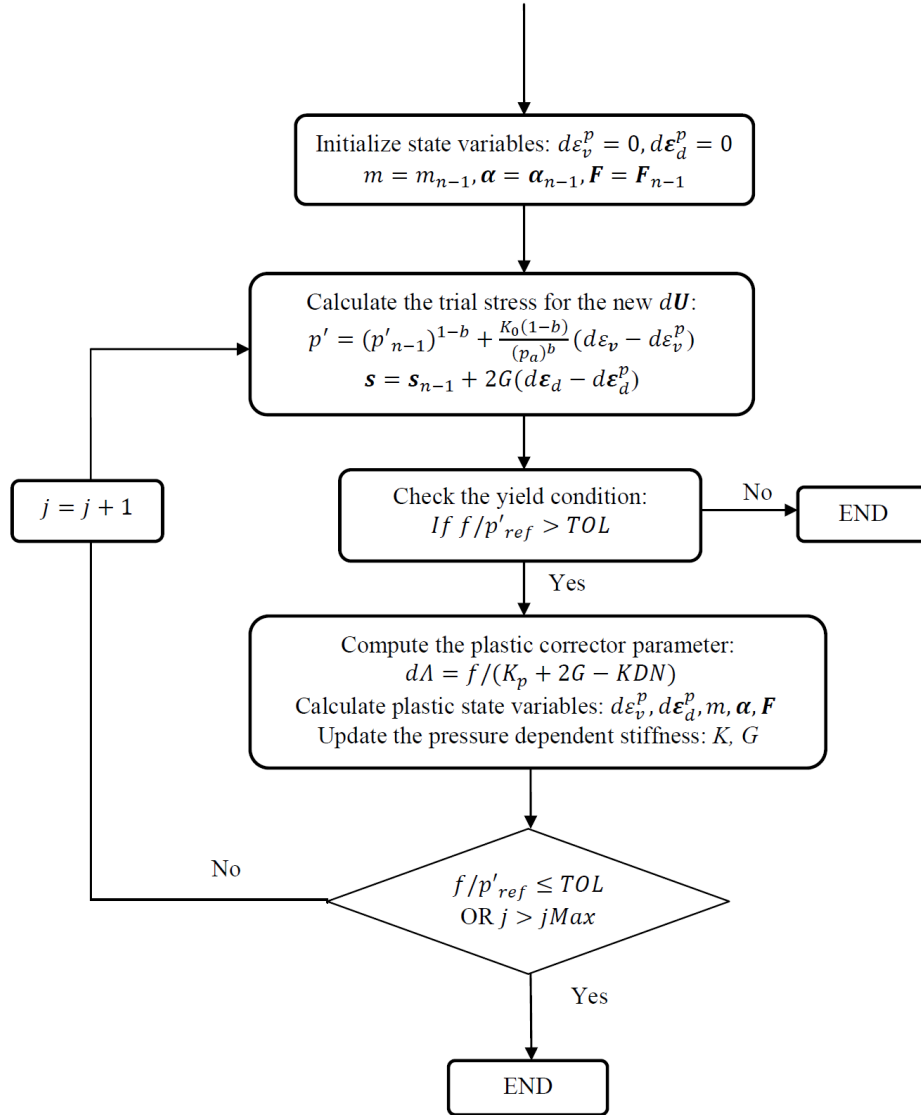 Initialize state variables: dε_v^p = 0, dε_d^p = 0
m = m_{n−1}, α = α_{n−1}, F = F_{n−1}
Calculate the trial stress for the new dU:
p′ = (p′_{n−1})^{1−b} + \frac{K_0(1−b)}{(p_a)^b} (dε_v − dε_v^p)
s = s_{n−1} + 2G(dε_d − dε_d^p)
j = j + 1
Check the yield condition:
If f/p′_{ref} > TOL
No
END
Yes
Compute the plastic corrector parameter:
dΛ = f/(K_p + 2G − KDN)
Calculate plastic state variables: dε_v^p, dε_d^p, m, α, F
Update the pressure dependent stiffness: K, G
No
f/p′_{ref} ≤ TOL
OR j > jMax
Yes
END